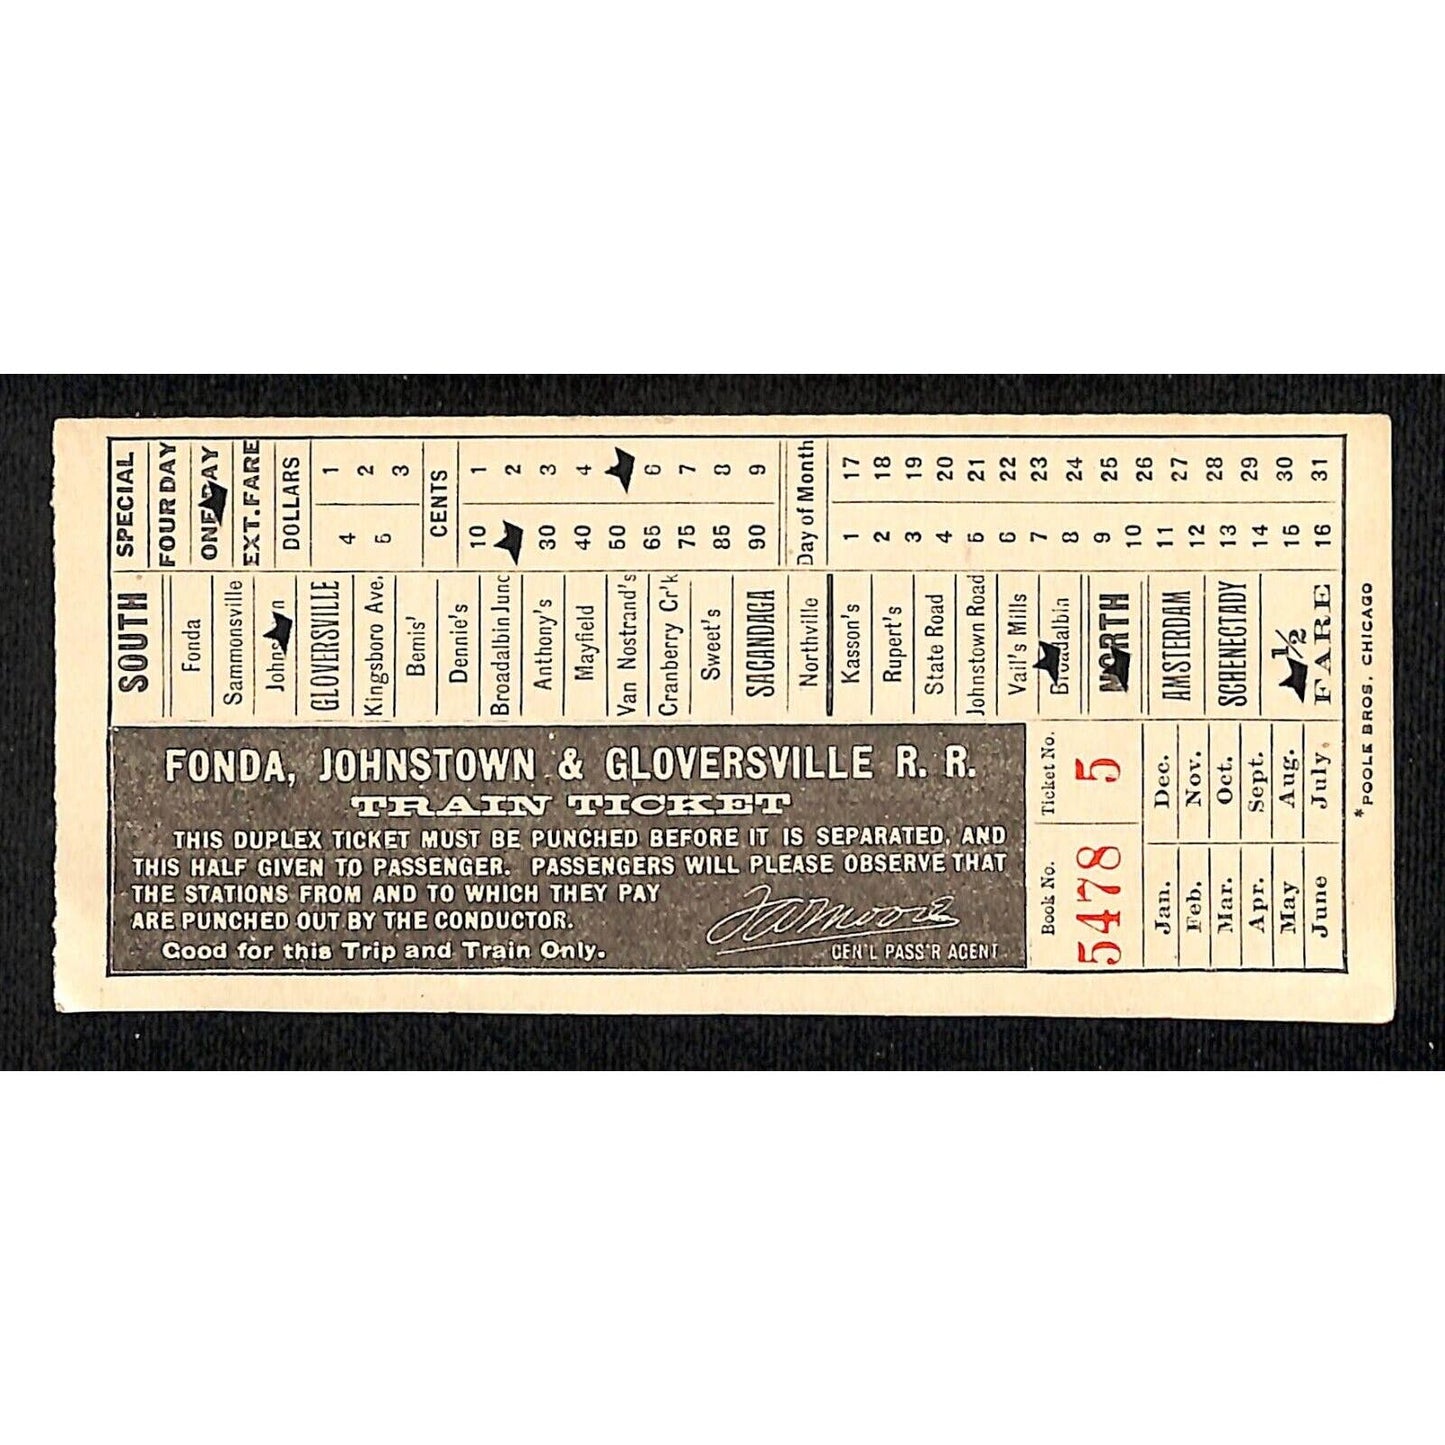 SPECIAL
FOUR DAY
ONE DAY
EXT. FARE
DOLLARS
1
2
3
4
5
CENTS
1
2
3
4
6
7
8
9
10
30
40
50
65
75
85
90
Day of Month
17
18
19
20
21
22
23
24
25
26
27
28
29
30
31
1
2
3
4
5
6
7
8
9
10
11
12
13
14
15
16
SOUTH
Fonda
Sammonsville
Johnstown
GLOVERSVILLE
Kingsboro Ave.
Bemis'
Dennie's
Broadalbin Junc
Anthony's
Mayfield
Van Nostrand's
Cranberry Cr'k
Sweet's
SACANDAGA
Northville
Kasson's
Rupert's
State Road
Johnstown Road
Vail's Mills
Broadalbin
NORTH
AMSTERDAM
SCHENECTADY
1/2
FARE
FONDA, JOHNSTOWN & GLOVERSVILLE R. R.
TRAIN TICKET
THIS DUPLEX TICKET MUST BE PUNCHED BEFORE IT IS SEPARATED, AND
THIS HALF GIVEN TO PASSENGER. PASSENGERS WILL PLEASE OBSERVE THAT
THE STATIONS FROM AND TO WHICH THEY PAY
ARE PUNCHED OUT BY THE CONDUCTOR.
Good for this Trip and Train Only.
GEN'L PASS'R AGENT
Ticket No.
5
Book No.
5478
Dec.
Nov.
Oct.
Sept.
Aug.
July.
Jan.
Feb.
Mar.
Apr.
May
June
*POOLE BROS. CHICAGO